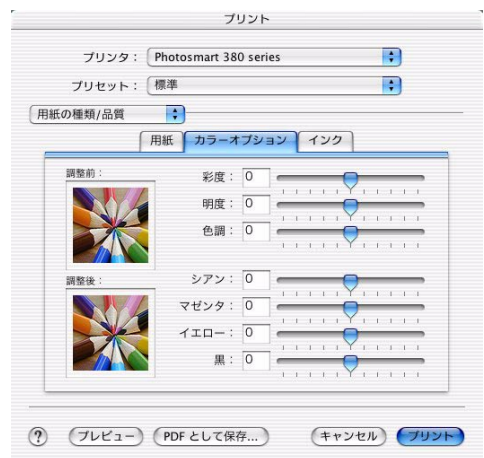 プリント
プリンタ： Photosmart 380 series
プリセット： 標準
用紙の種類/品質
用紙 カラーオプション インク
調整前：
彩度： 0
明度： 0
色調： 0
調整後：
シアン： 0
マゼンタ： 0
イエロー： 0
黒： 0
? プレビュー PDF として保存... キャンセル プリント